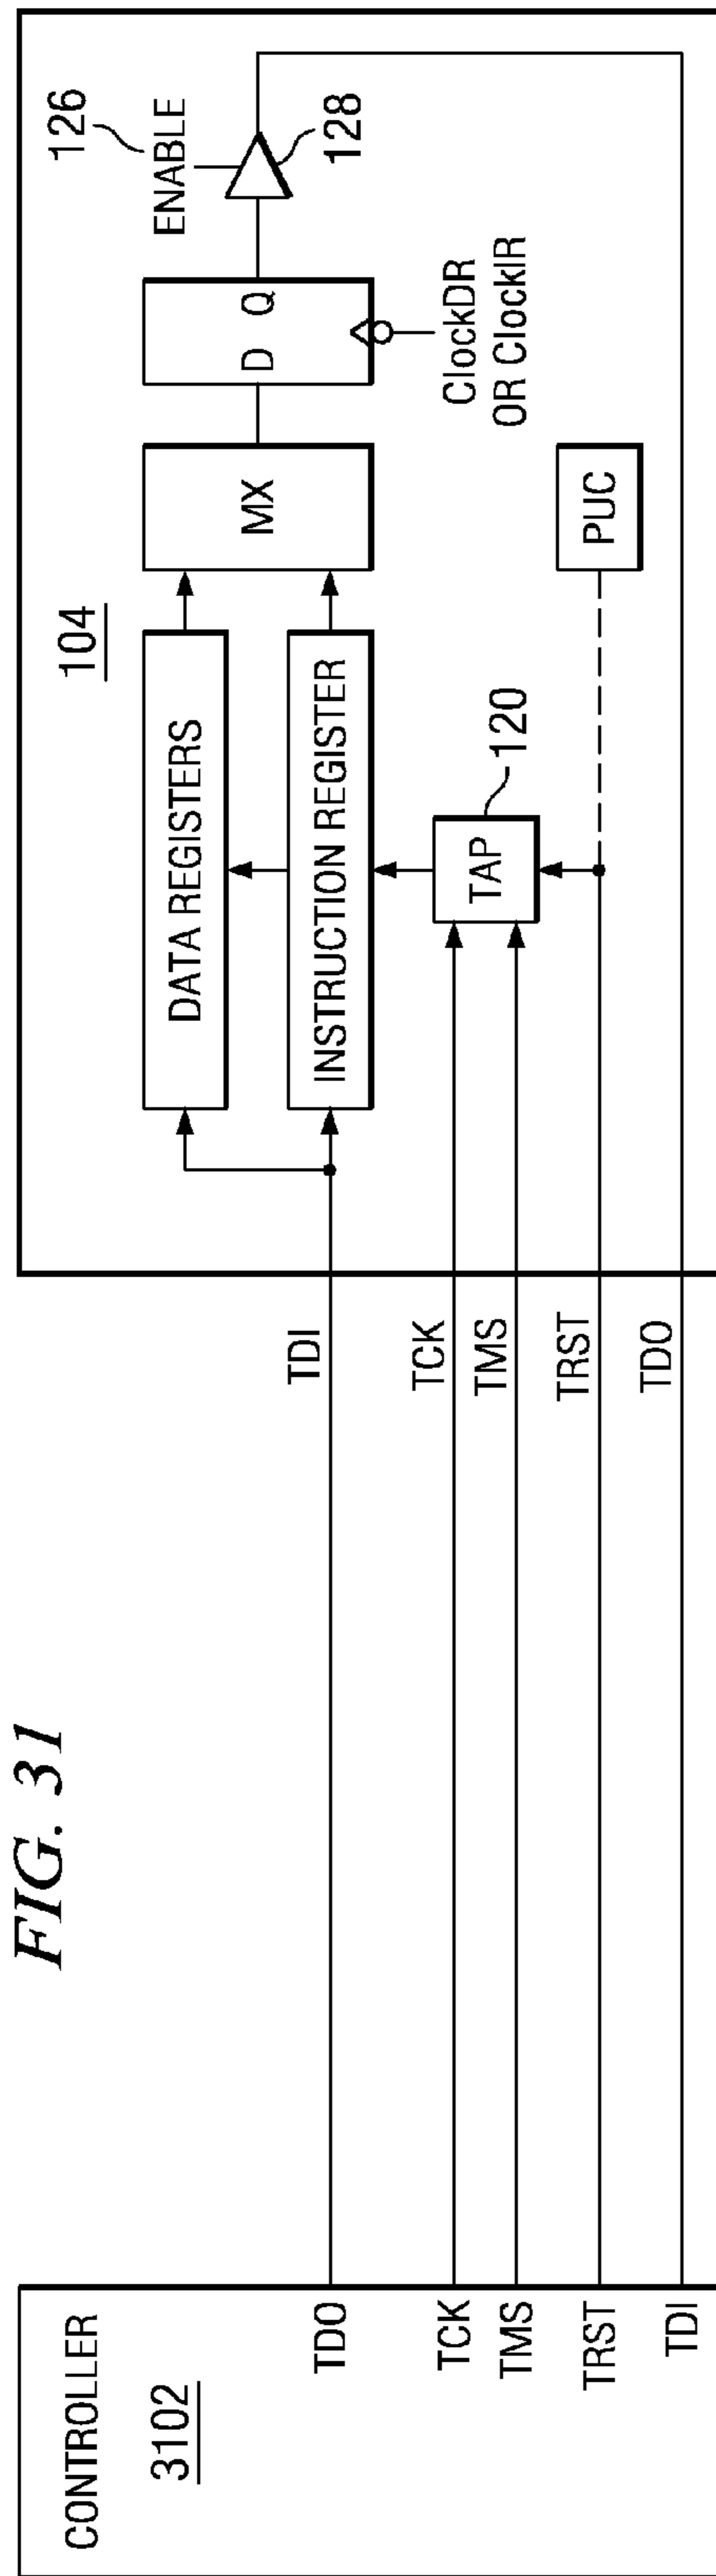 FIG. 31
CONTROLLER
3102
TDO
TCK
TMS
TRST
TDI
TDI
TCK
TMS
TRST
TDO
104
DATA REGISTERS
INSTRUCTION REGISTER
TAP
120
MX
PUC
D Q
ClockDR
OR ClockIR
126
ENABLE
128